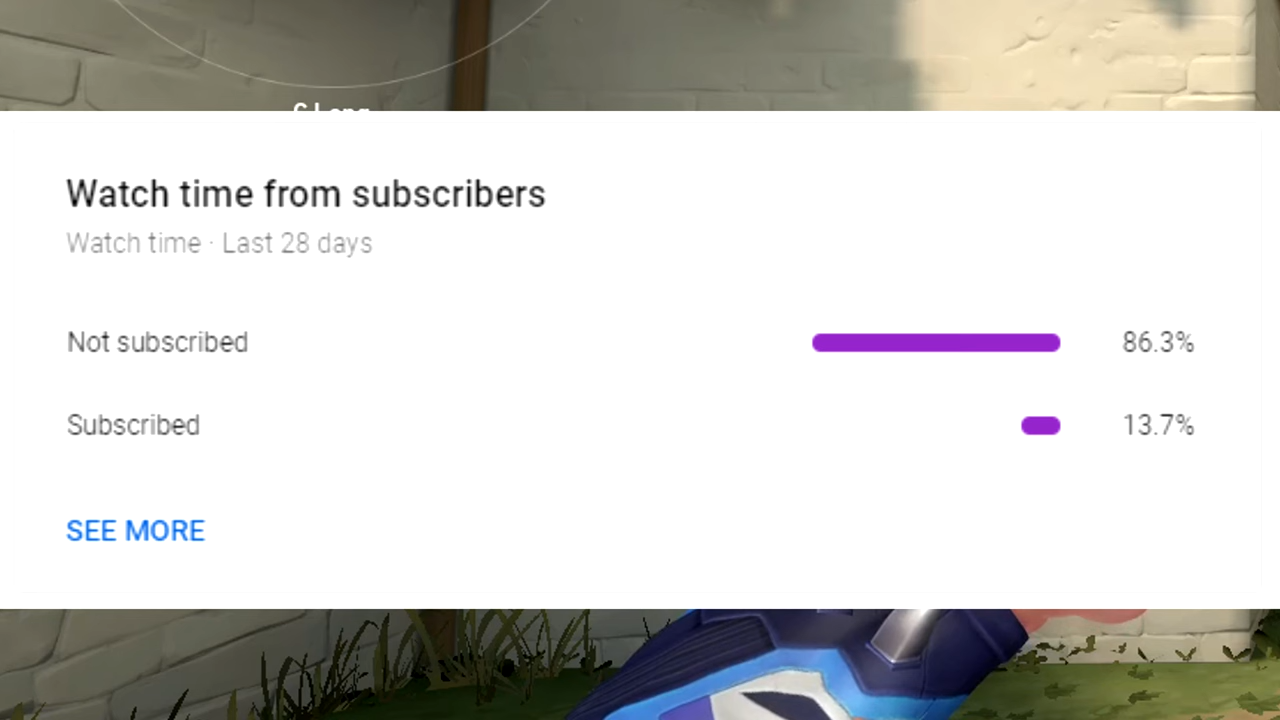 Watch time from subscribers
Watch time · Last 28 days
Not subscribed 86.3%
Subscribed 13.7%
SEE MORE